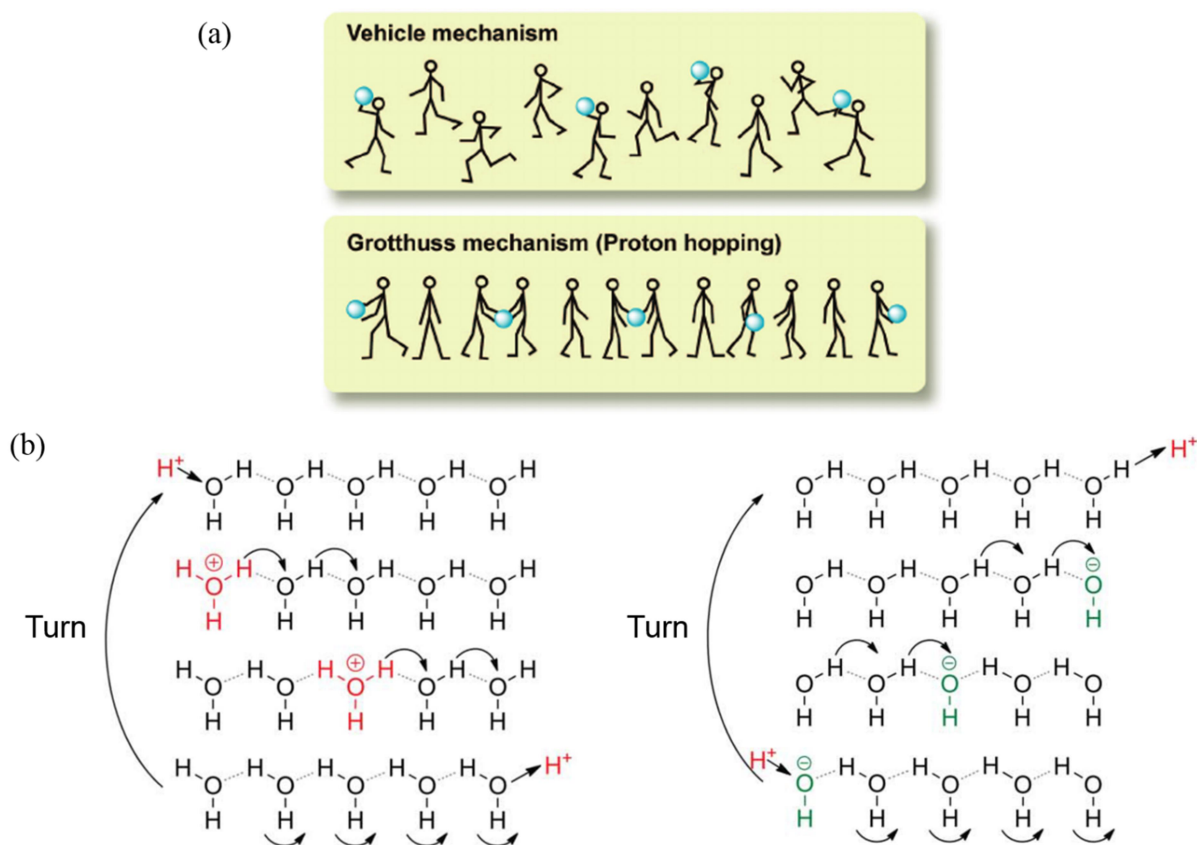 (a)
Vehicle mechanism
Grotthuss mechanism (Proton hopping)
(b)
Turn
H⁺ H H H H H
O O O O O
H H H H H
⊕
H H H H H H
O O O O O
H H H H H
⊕
H H H H H H
O O O O O
H H H H H
H H H H H H⁺
O O O O O
H H H H H
Turn
H H H H H H⁺
O O O O O
H H H H H
H H H H ⊖
O O O O O
H H H H H
H H ⊖ H H
O O O O O
H H H H H
H⁺ ⊖ H H H H
O O O O O
H H H H H